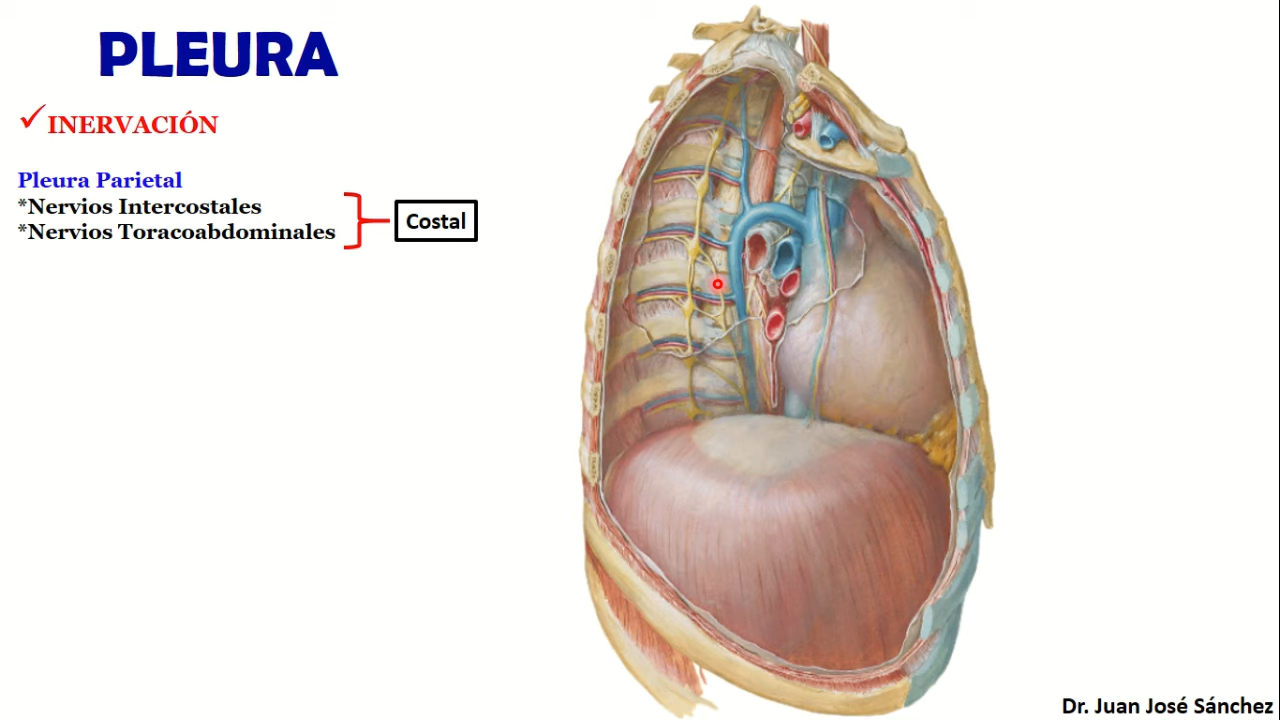 PLEURA
✓INERVACIÓN
Pleura Parietal
*Nervios Intercostales
*Nervios Toracoabdominales
Costal
Dr. Juan José Sánchez